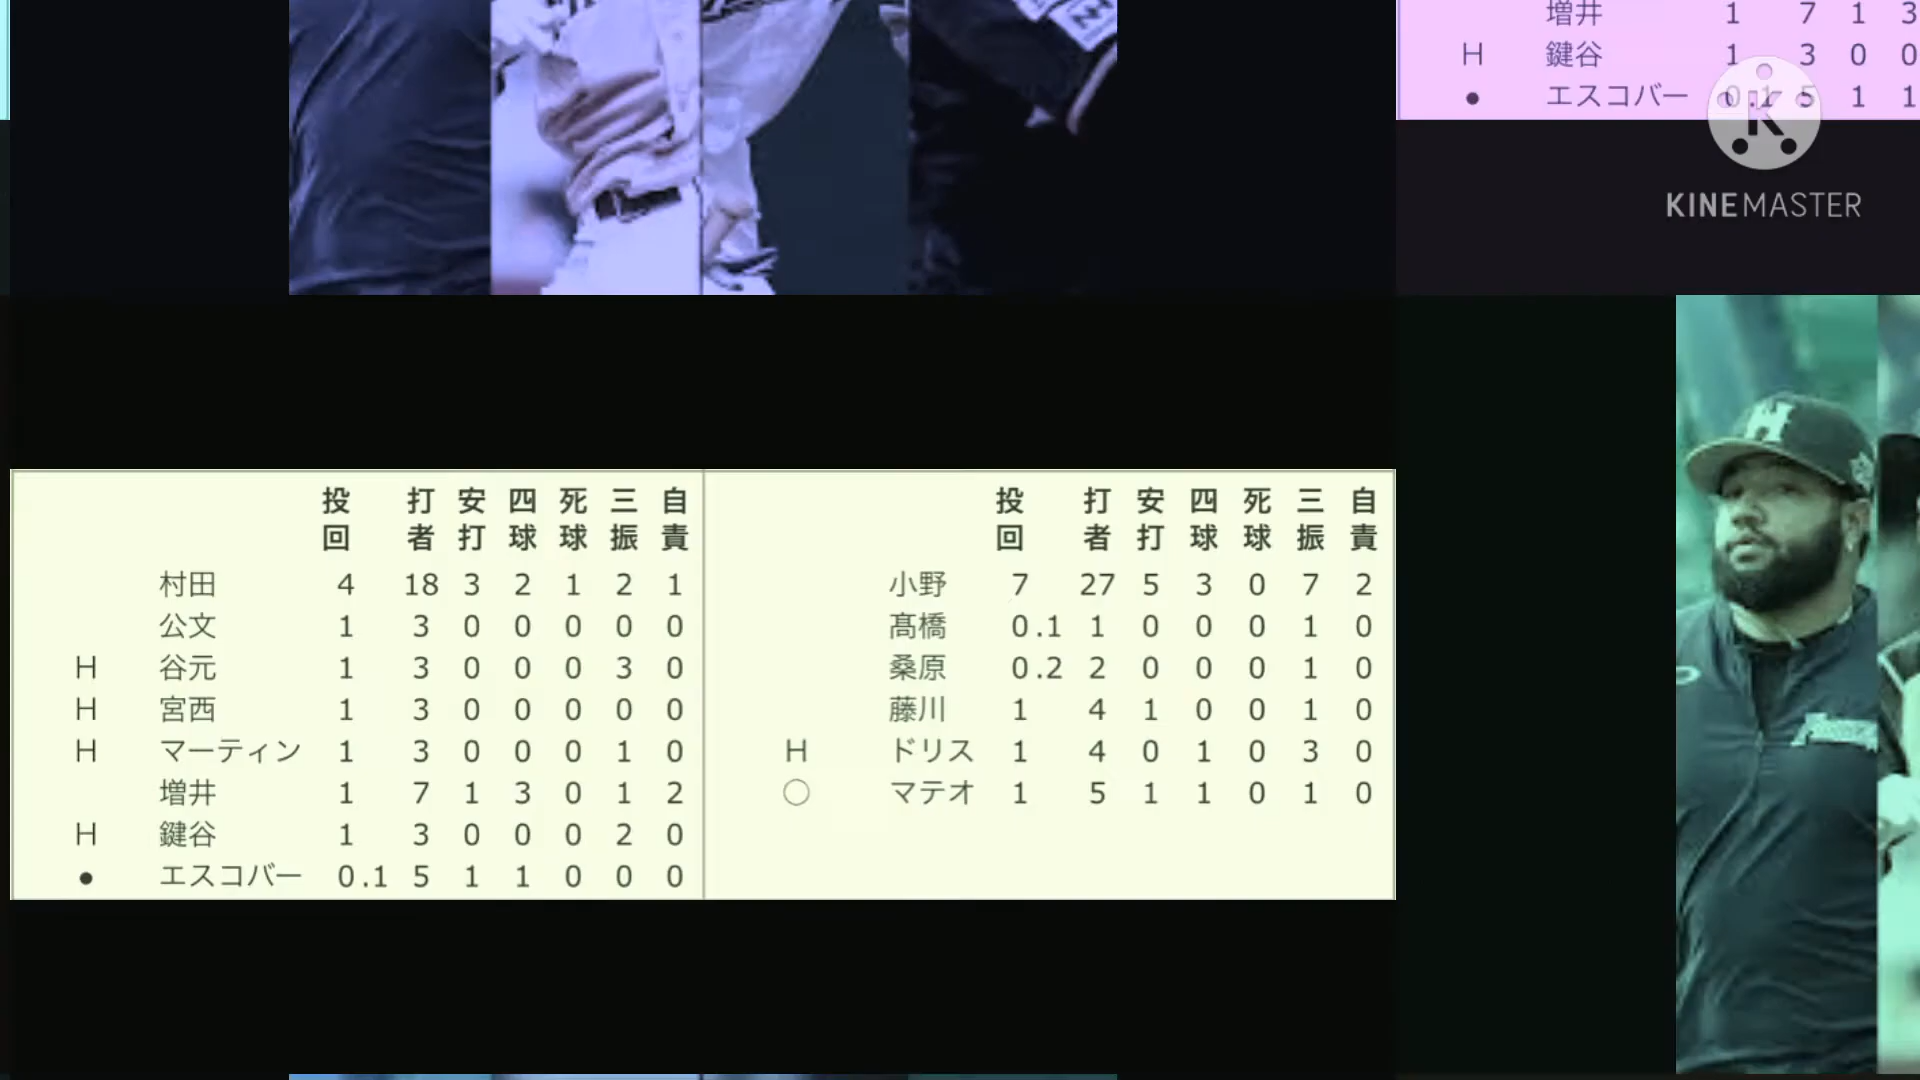 増井 1 7 1 3
H 鍵谷 1 3 0 0
● エスコバー 0.1 5 1 1
KINEMASTER
投回 打者 安打 四球 死球 三振 自責
村田 4 18 3 2 1 2 1
公文 1 3 0 0 0 0 0
H 谷元 1 3 0 0 0 3 0
H 宮西 1 3 0 0 0 0 0
H マーティン 1 3 0 0 0 1 0
増井 1 7 1 3 0 1 2
H 鍵谷 1 3 0 0 0 2 0
● エスコバー 0.1 5 1 1 0 0 0
投回 打者 安打 四球 死球 三振 自責
小野 7 27 5 3 0 7 2
髙橋 0.1 1 0 0 0 1 0
桑原 0.2 2 0 0 0 1 0
藤川 1 4 1 0 0 1 0
H ドリス 1 4 0 1 0 3 0
○ マテオ 1 5 1 1 0 1 0